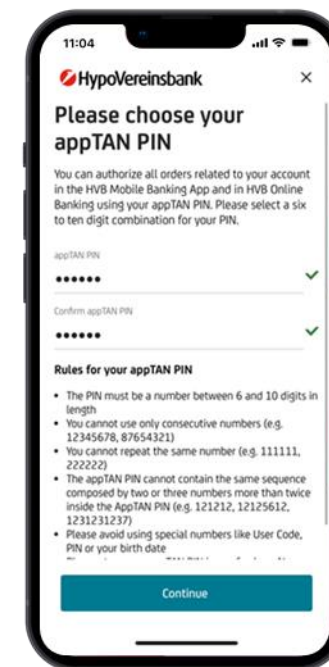 11:04
HypoVereinsbank
Please choose your
appTAN PIN
You can authorize all orders related to your account
in the HVB Mobile Banking App and in HVB Online
Banking using your appTAN PIN. Please select a six
to ten digit combination for your PIN.
appTAN PIN
••••••
Confirm appTAN PIN
••••••
Rules for your appTAN PIN
• The PIN must be a number between 6 and 10 digits in
length
• You cannot use only consecutive numbers (e.g.
12345678, 87654321)
• You cannot repeat the same number (e.g. 111111,
222222)
• The appTAN PIN cannot contain the same sequence
composed by two or three numbers more than twice
inside the AppTAN PIN (e.g. 121212, 12125612,
1231231237)
• Please avoid using special numbers like User Code,
PIN or your birth date
Continue